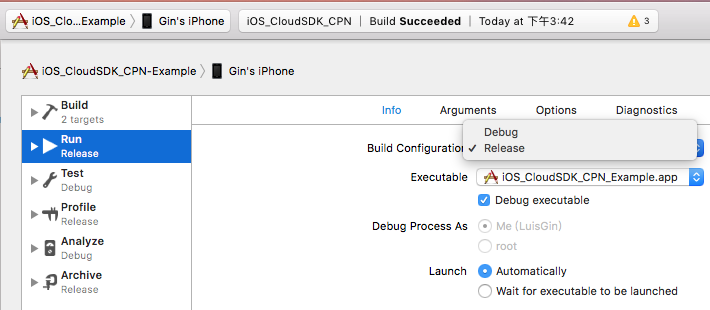 iOS_Clo...Example 〉 Gin's iPhone
iOS_CloudSDK_CPN | Build Succeeded | Today at 下午3:42
3
iOS_CloudSDK_CPN-Example 〉 Gin's iPhone
Build
2 targets
Run
Release
Test
Debug
Profile
Release
Analyze
Debug
Archive
Release
Info Arguments Options Diagnostics
Build Configuration
Debug
✓ Release
Executable iOS_CloudSDK_CPN_Example.app
Debug executable
Debug Process As Me (LuisGin)
root
Launch Automatically
Wait for executable to be launched